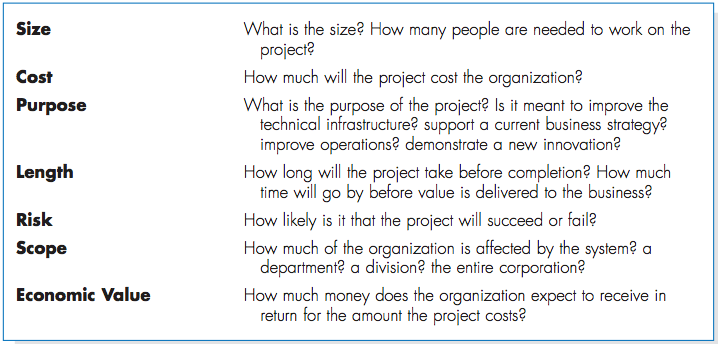 Size What is the size? How many people are needed to work on the
project?
Cost How much will the project cost the organization?
Purpose What is the purpose of the project? Is it meant to improve the
technical infrastructure? support a current business strategy?
improve operations? demonstrate a new innovation?
Length How long will the project take before completion? How much
time will go by before value is delivered to the business?
Risk How likely is it that the project will succeed or fail?
Scope How much of the organization is affected by the system? a
department? a division? the entire corporation?
Economic Value How much money does the organization expect to receive in
return for the amount the project costs?